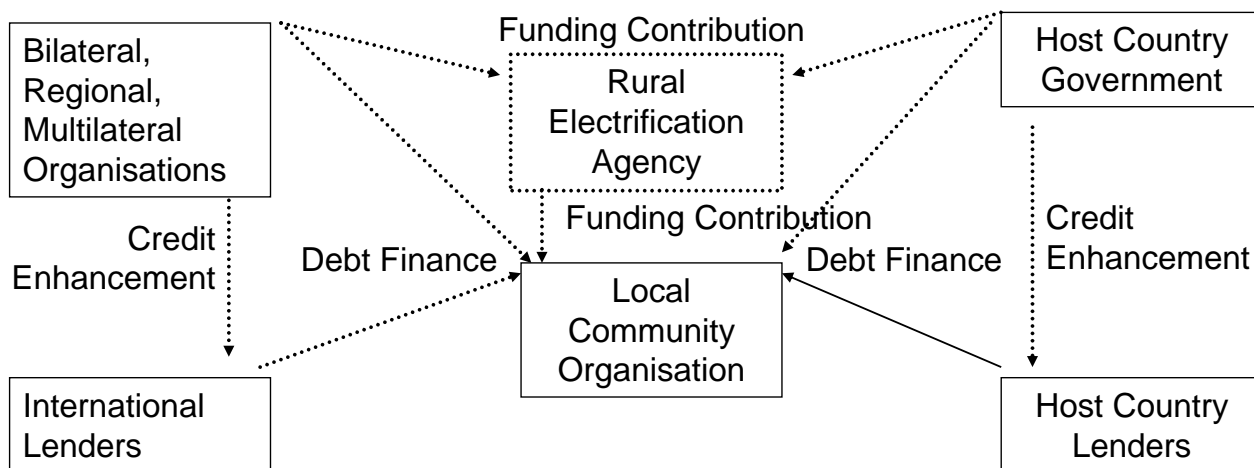 Funding Contribution
Bilateral,
Regional,
Multilateral
Organisations
Rural
Electrification
Agency
Host Country
Government
Funding Contribution
Credit
Enhancement
Debt Finance
Debt Finance
Credit
Enhancement
Local
Community
Organisation
International
Lenders
Host Country
Lenders